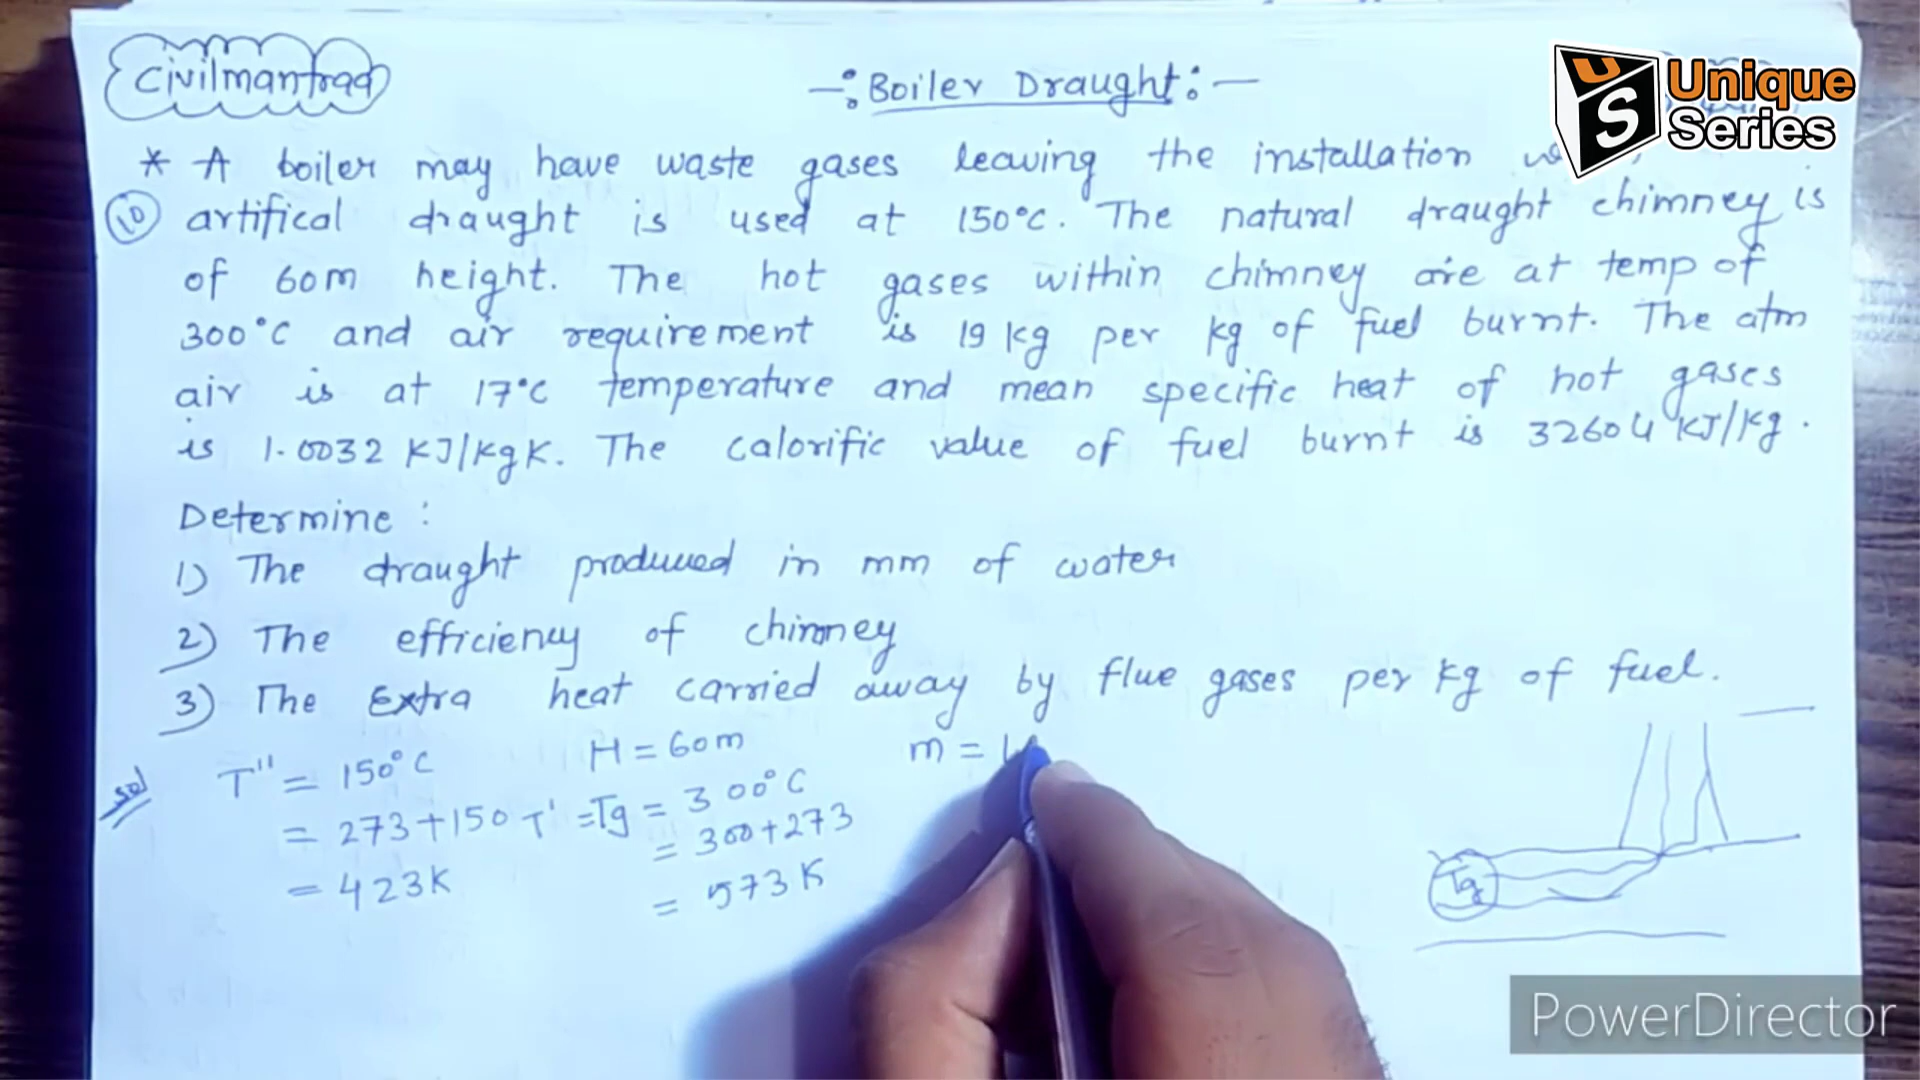 Civilmantraa
-:Boiler Draught:-
Unique
Series
US
* A boiler may have waste gases leaving the installation
10 artifical draught is used at 150°C. The natural draught chimney is
of 60m height. The hot gases within chimney are at temp of
300°C and air requirement is 19 kg per kg of fuel burnt. The atm
air is at 17°C temperature and mean specific heat of hot gases
is 1.0032 KJ/kgK. The calorific value of fuel burnt is 32604 KJ/kg.
Determine :
1) The draught produced in mm of water
2) The efficiency of chimney
3) The Extra heat carried away by flue gases per kg of fuel.
Sol T" = 150°C H = 60m m = 1
= 273+150 T' = Tg = 300°C
= 300+273
= 423K = 573K
Tg
PowerDirector